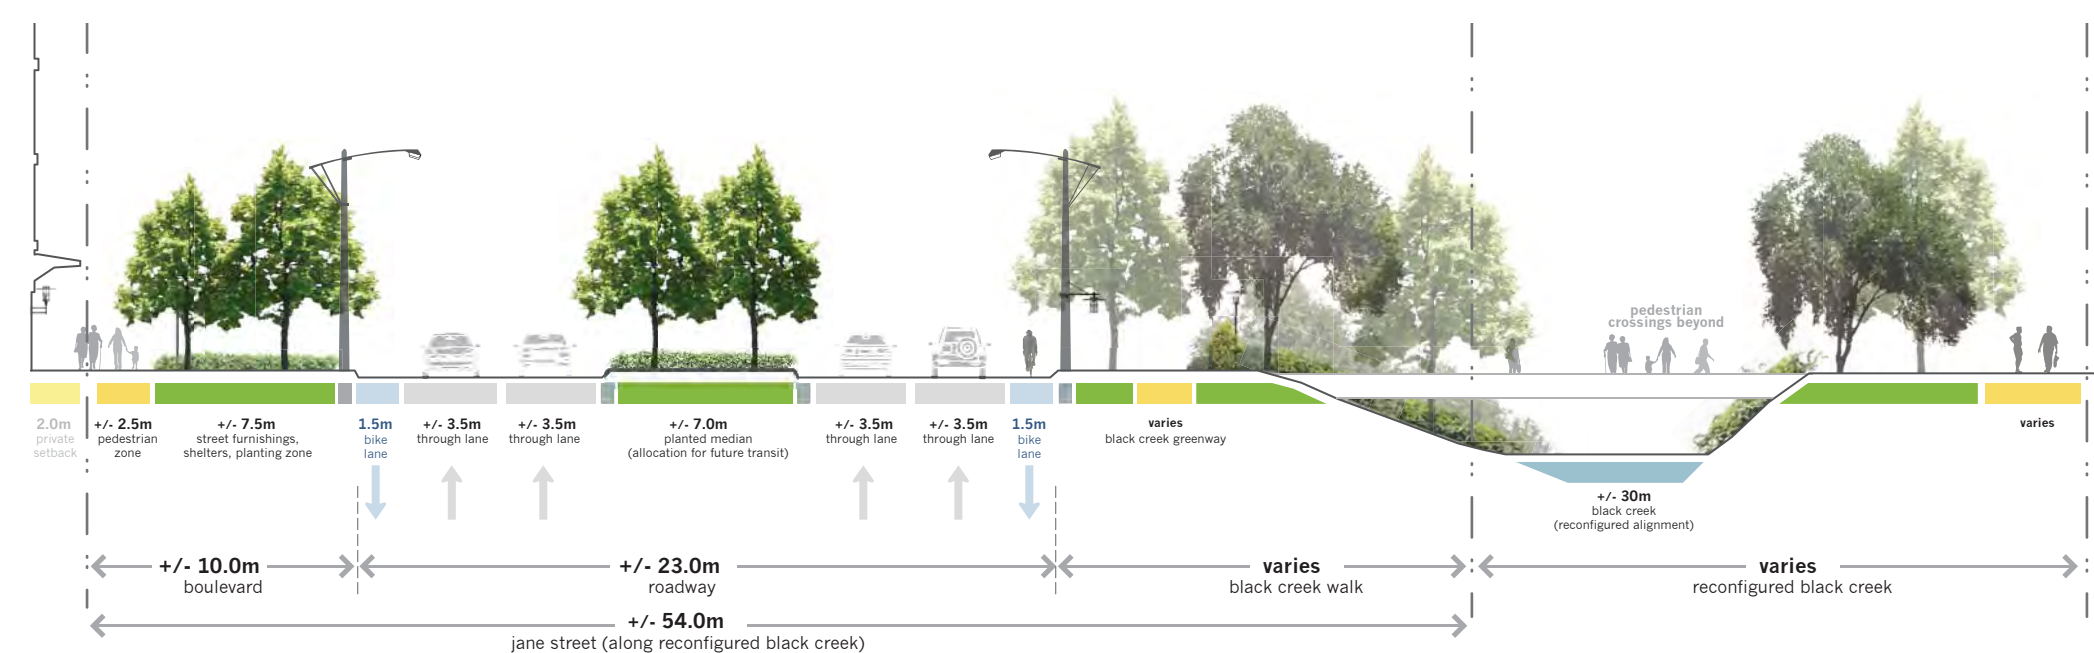 pedestrian
crossings beyond
2.0m
private
setback
+/- 2.5m
pedestrian
zone
+/- 7.5m
street furnishings,
shelters, planting zone
1.5m
bike
lane
+/- 3.5m
through lane
+/- 3.5m
through lane
+/- 7.0m
planted median
(allocation for future transit)
+/- 3.5m
through lane
+/- 3.5m
through lane
1.5m
bike
lane
varies
black creek greenway
varies
+/- 30m
black creek
(reconfigured alignment)
+/- 10.0m
boulevard
+/- 23.0m
roadway
varies
black creek walk
varies
reconfigured black creek
+/- 54.0m
jane street (along reconfigured black creek)